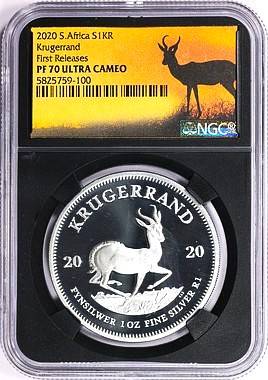 2020 S.Africa S1KR
Krugerrand
First Releases
PF 70 ULTRA CAMEO
5825759-100
NGC
KRUGERRAND
20 20
FYNSILWER 1 OZ FINE SILVER R1